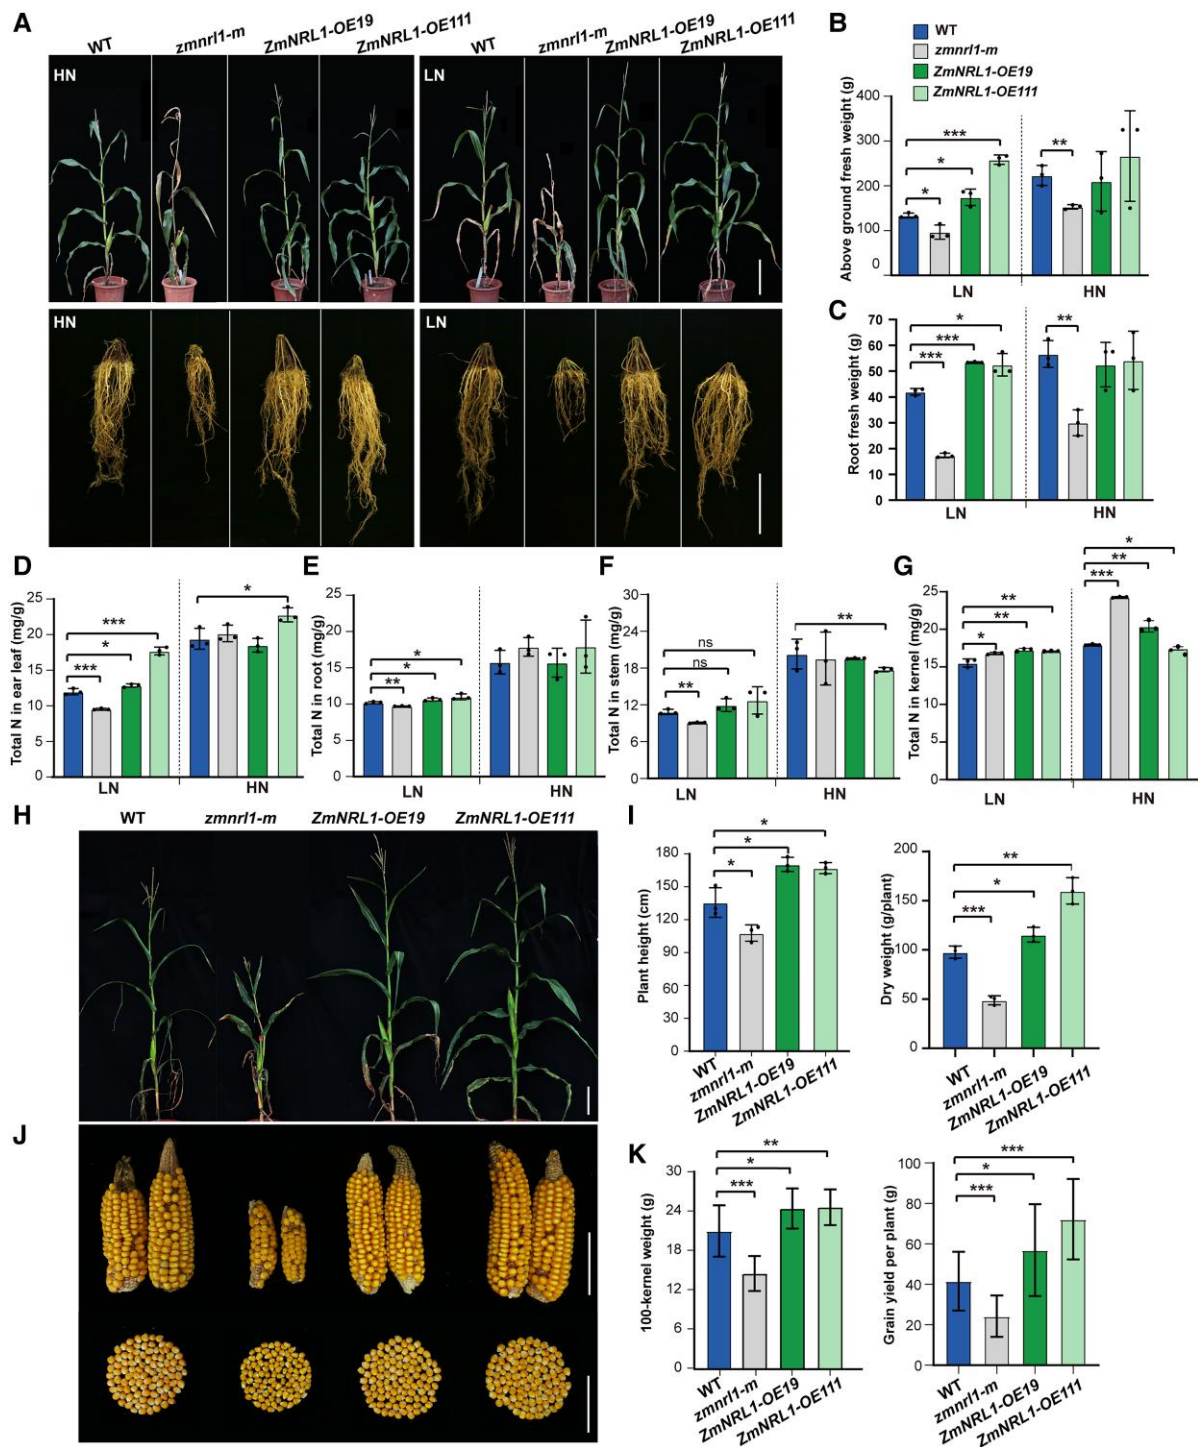 A
WT
zmnrl1-m
ZmNRL1-OE19
ZmNRL1-OE111
WT
zmnrl1-m
ZmNRL1-OE19
ZmNRL1-OE111
HN
LN
HN
LN
B
WT
zmnrl1-m
ZmNRL1-OE19
ZmNRL1-OE111
Above ground fresh weight (g)
400
300
200
100
0
*
*
***
**
LN
HN
C
Root fresh weight (g)
70
60
50
40
30
20
10
0
***
***
*
**
LN
HN
D
Total N in ear leaf (mg/g)
25
20
15
10
5
0
***
*
***
*
LN
HN
E
Total N in root (mg/g)
25
20
15
10
5
0
**
*
*
LN
HN
F
Total N in stem (mg/g)
30
24
18
12
6
0
**
ns
ns
**
LN
HN
G
Total N in kernel (mg/g)
25
20
15
10
5
0
*
**
**
***
**
*
LN
HN
H
WT
zmnrl1-m
ZmNRL1-OE19
ZmNRL1-OE111
I
Plant height (cm)
180
150
120
90
60
30
0
*
*
*
WT
zmnrl1-m
ZmNRL1-OE19
ZmNRL1-OE111
Dry weight (g/plant)
200
150
100
50
0
***
*
**
WT
zmnrl1-m
ZmNRL1-OE19
ZmNRL1-OE111
J
K
100-kernel weight (g)
30
24
18
12
6
0
***
*
**
WT
zmnrl1-m
ZmNRL1-OE19
ZmNRL1-OE111
Grain yield per plant (g)
100
80
60
40
20
0
***
*
***
WT
zmnrl1-m
ZmNRL1-OE19
ZmNRL1-OE111